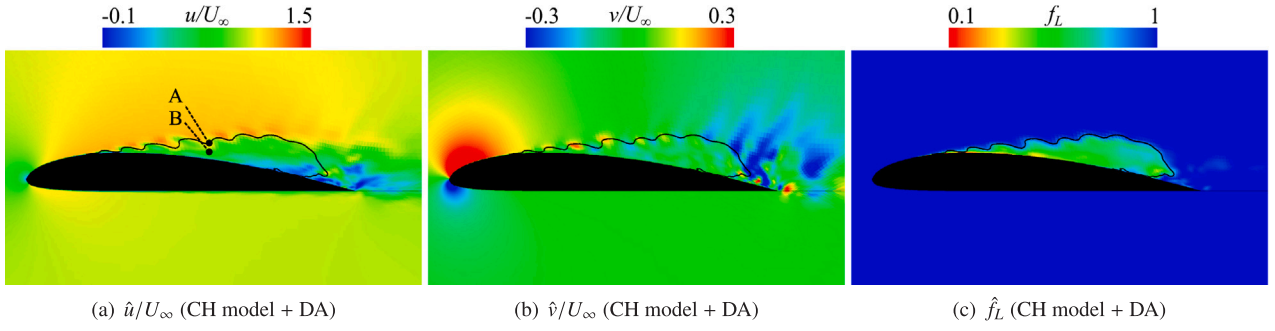 -0.1 u/U∞ 1.5
-0.3 v/U∞ 0.3
0.1 f_L 1
A
B
(a) û/U∞ (CH model + DA)
(b) v̂/U∞ (CH model + DA)
(c) f̂_L (CH model + DA)